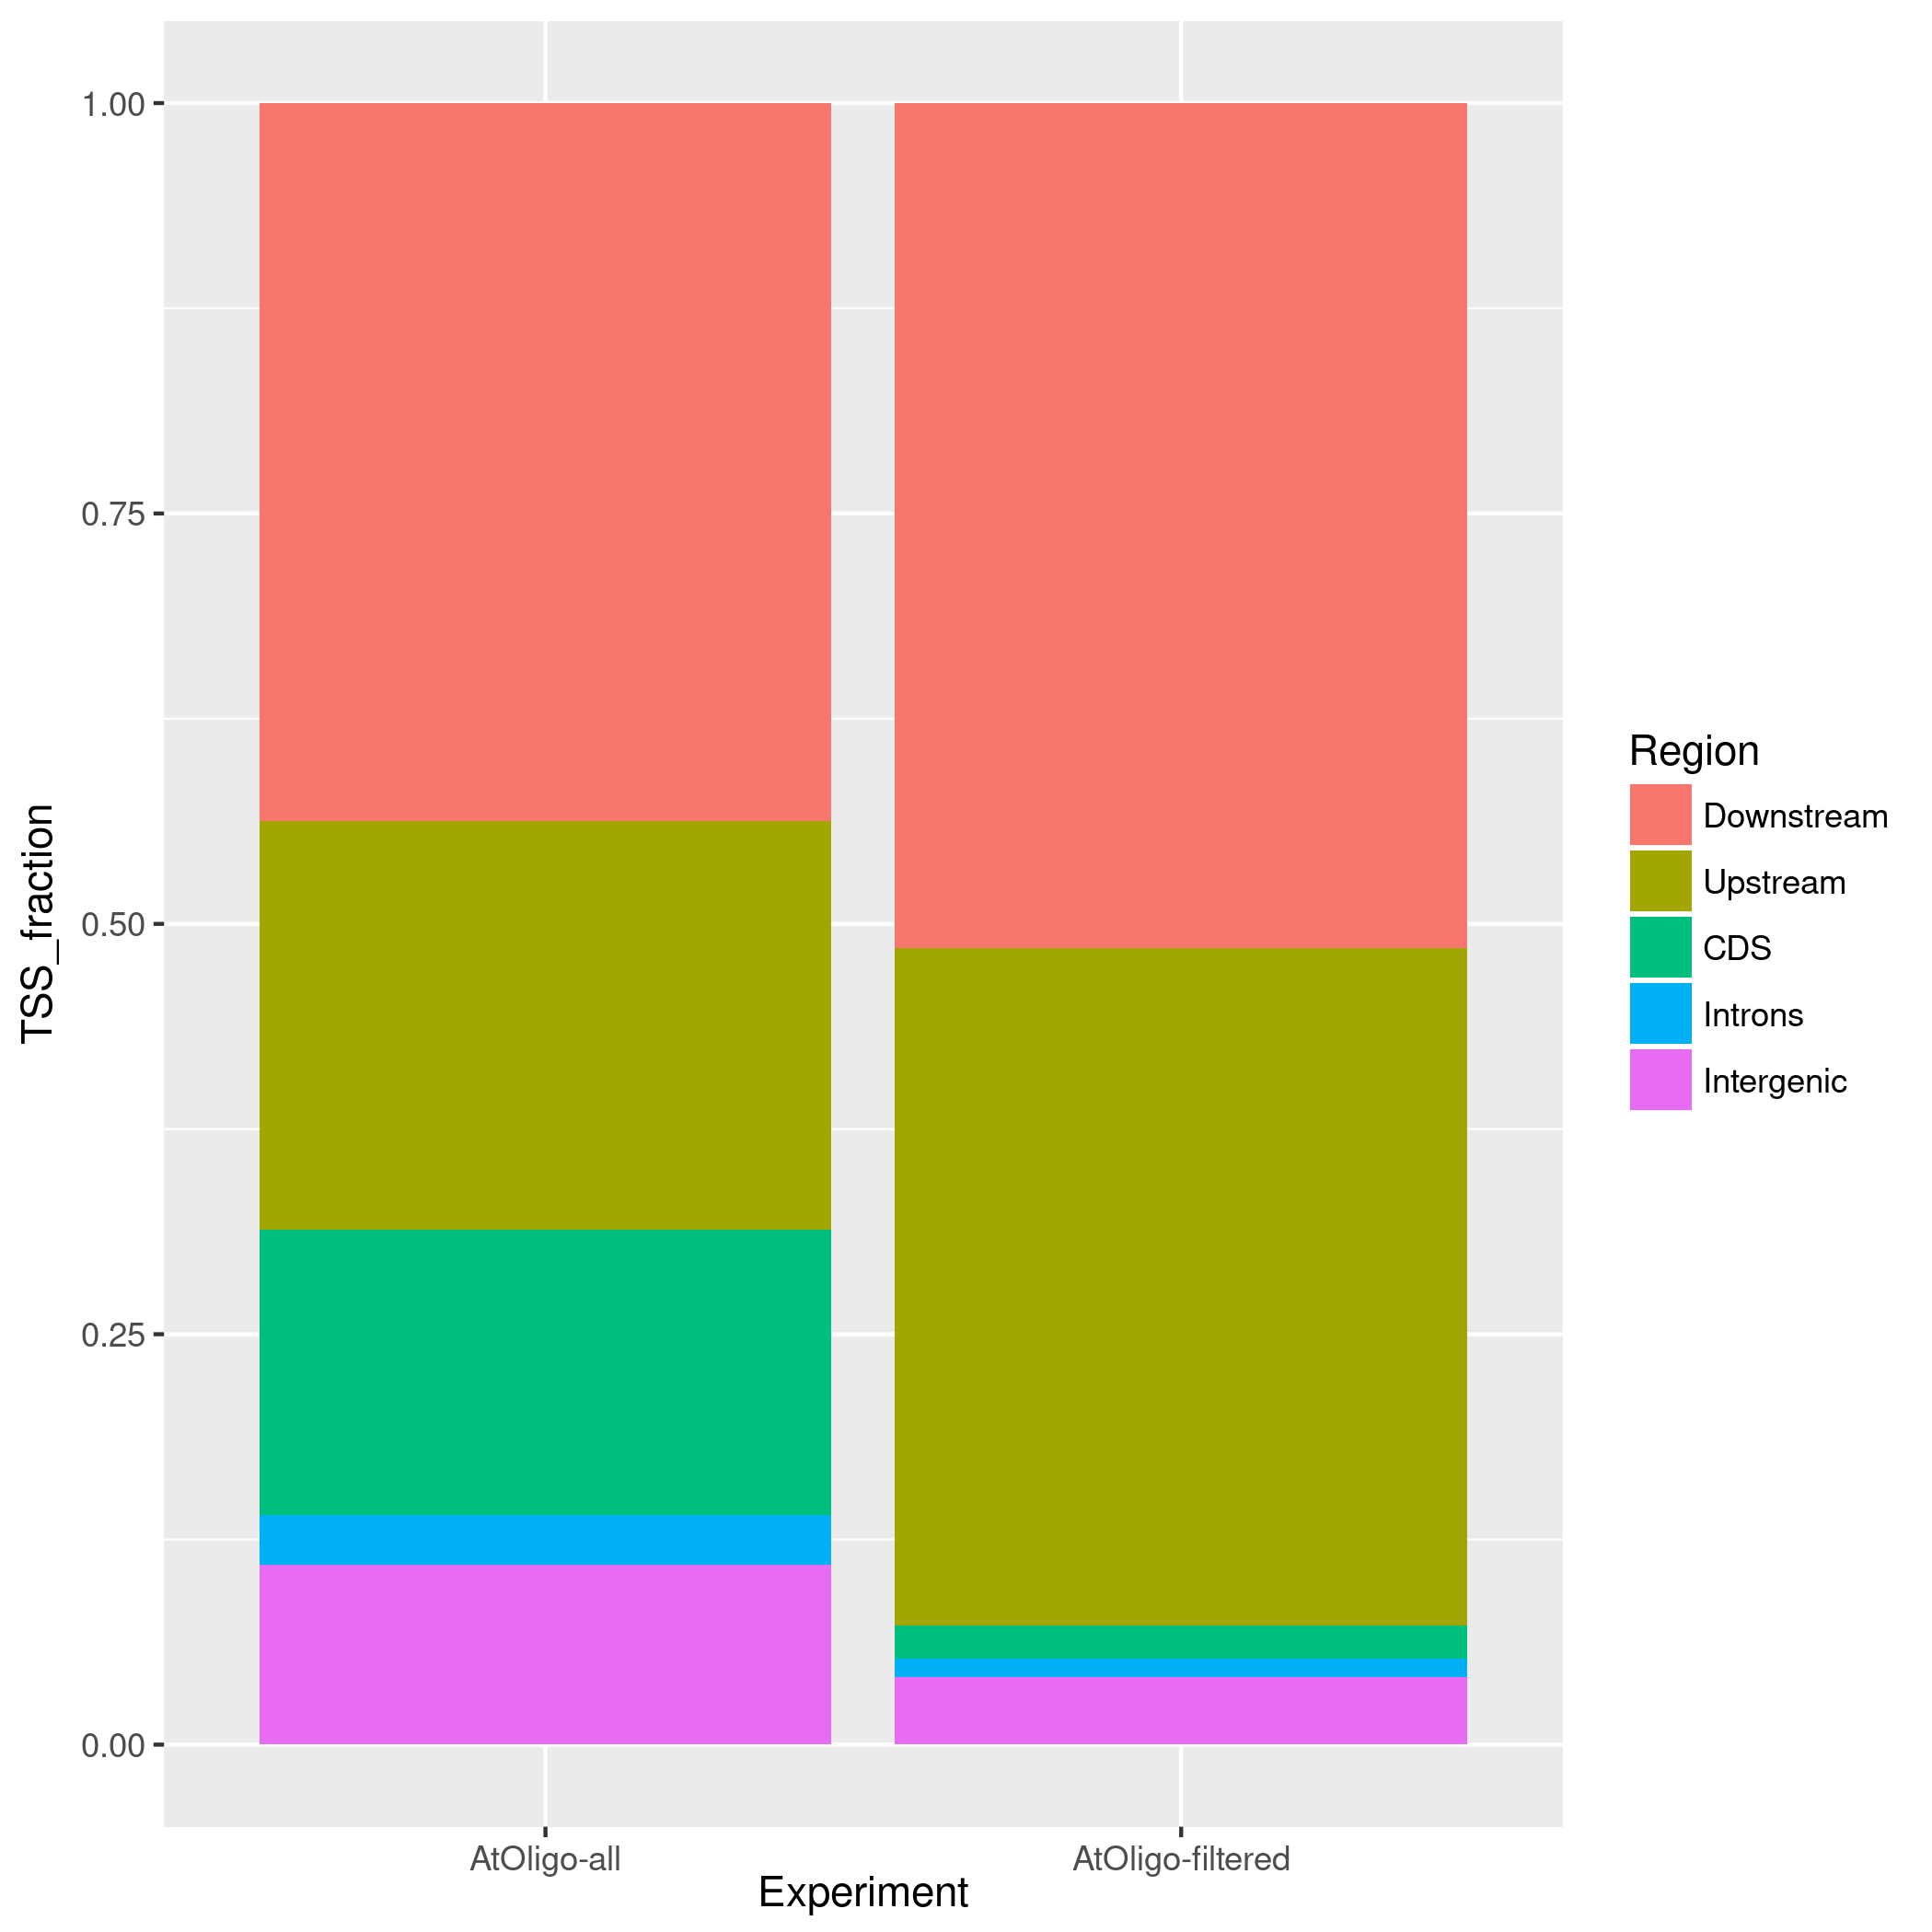 TSS_fraction
1.00
0.75
0.50
0.25
0.00
AtOligo-all
AtOligo-filtered
Experiment
Region
Downstream
Upstream
CDS
Introns
Intergenic